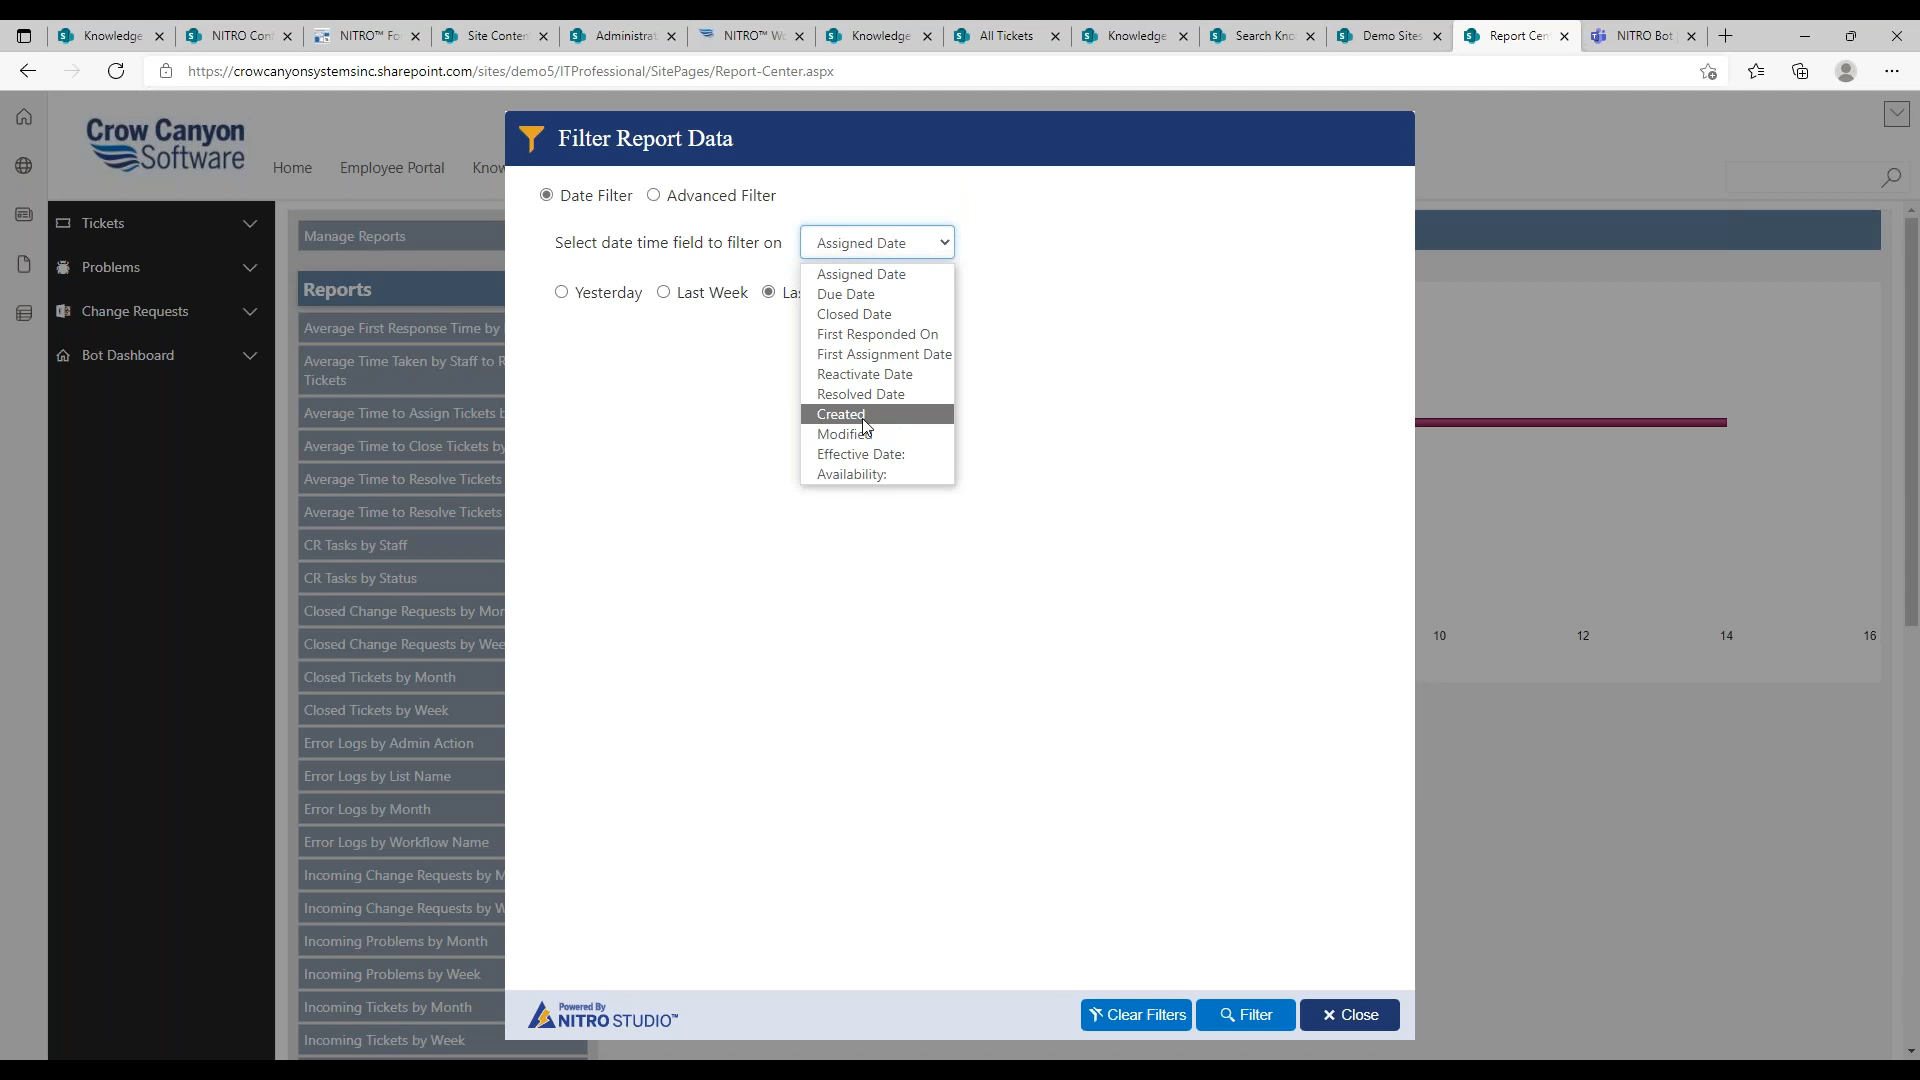 Knowledge
NITRO Con
NITRO™ Fo
Site Conten
Administrat
NITRO™ W
Knowledge
All Tickets
Knowledge
Search Kno
Demo Sites
Report Cen
NITRO Bot
https://crowcanyonsystemsinc.sharepoint.com/sites/demo5/ITProfessional/SitePages/Report-Center.aspx
Crow Canyon
Software
Home
Employee Portal
Know
Tickets
Problems
Change Requests
Bot Dashboard
Manage Reports
Reports
Average First Response Time by
Average Time Taken by Staff to R
Tickets
Average Time to Assign Tickets b
Average Time to Close Tickets by
Average Time to Resolve Tickets
Average Time to Resolve Tickets
CR Tasks by Staff
CR Tasks by Status
Closed Change Requests by Mon
Closed Change Requests by Wee
Closed Tickets by Month
Closed Tickets by Week
Error Logs by Admin Action
Error Logs by List Name
Error Logs by Month
Error Logs by Workflow Name
Incoming Change Requests by M
Incoming Change Requests by W
Incoming Problems by Month
Incoming Problems by Week
Incoming Tickets by Month
Incoming Tickets by Week
Filter Report Data
Date Filter
Advanced Filter
Select date time field to filter on
Assigned Date
Yesterday
Last Week
Las
Assigned Date
Due Date
Closed Date
First Responded On
First Assignment Date
Reactivate Date
Resolved Date
Created
Modified
Effective Date:
Availability:
10
12
14
16
Powered By
NITRO STUDIO™
Clear Filters
Filter
Close